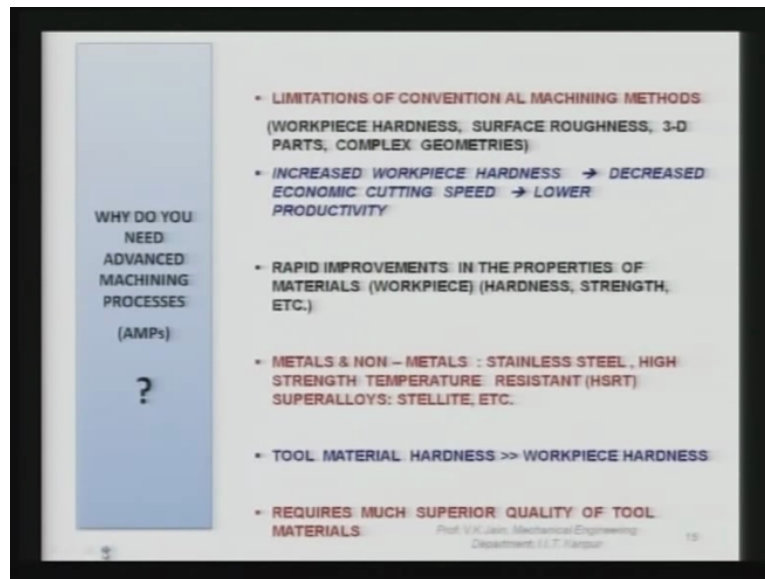 WHY DO YOU
NEED
ADVANCED
MACHINING
PROCESSES
(AMPs)
?
• LIMITATIONS OF CONVENTION AL MACHINING METHODS
(WORKPIECE HARDNESS, SURFACE ROUGHNESS, 3-D
PARTS, COMPLEX GEOMETRIES)
• INCREASED WORKPIECE HARDNESS → DECREASED
ECONOMIC CUTTING SPEED → LOWER
PRODUCTIVITY
• RAPID IMPROVEMENTS IN THE PROPERTIES OF
MATERIALS (WORKPIECE) (HARDNESS, STRENGTH,
ETC.)
• METALS & NON – METALS : STAINLESS STEEL , HIGH
STRENGTH TEMPERATURE RESISTANT (HSRT)
SUPERALLOYS: STELLITE, ETC.
• TOOL MATERIAL HARDNESS >> WORKPIECE HARDNESS
• REQUIRES MUCH SUPERIOR QUALITY OF TOOL
MATERIALS
Prof. V.K.Jain, Mechanical Engineering
Department, I.I.T. Kanpur
15